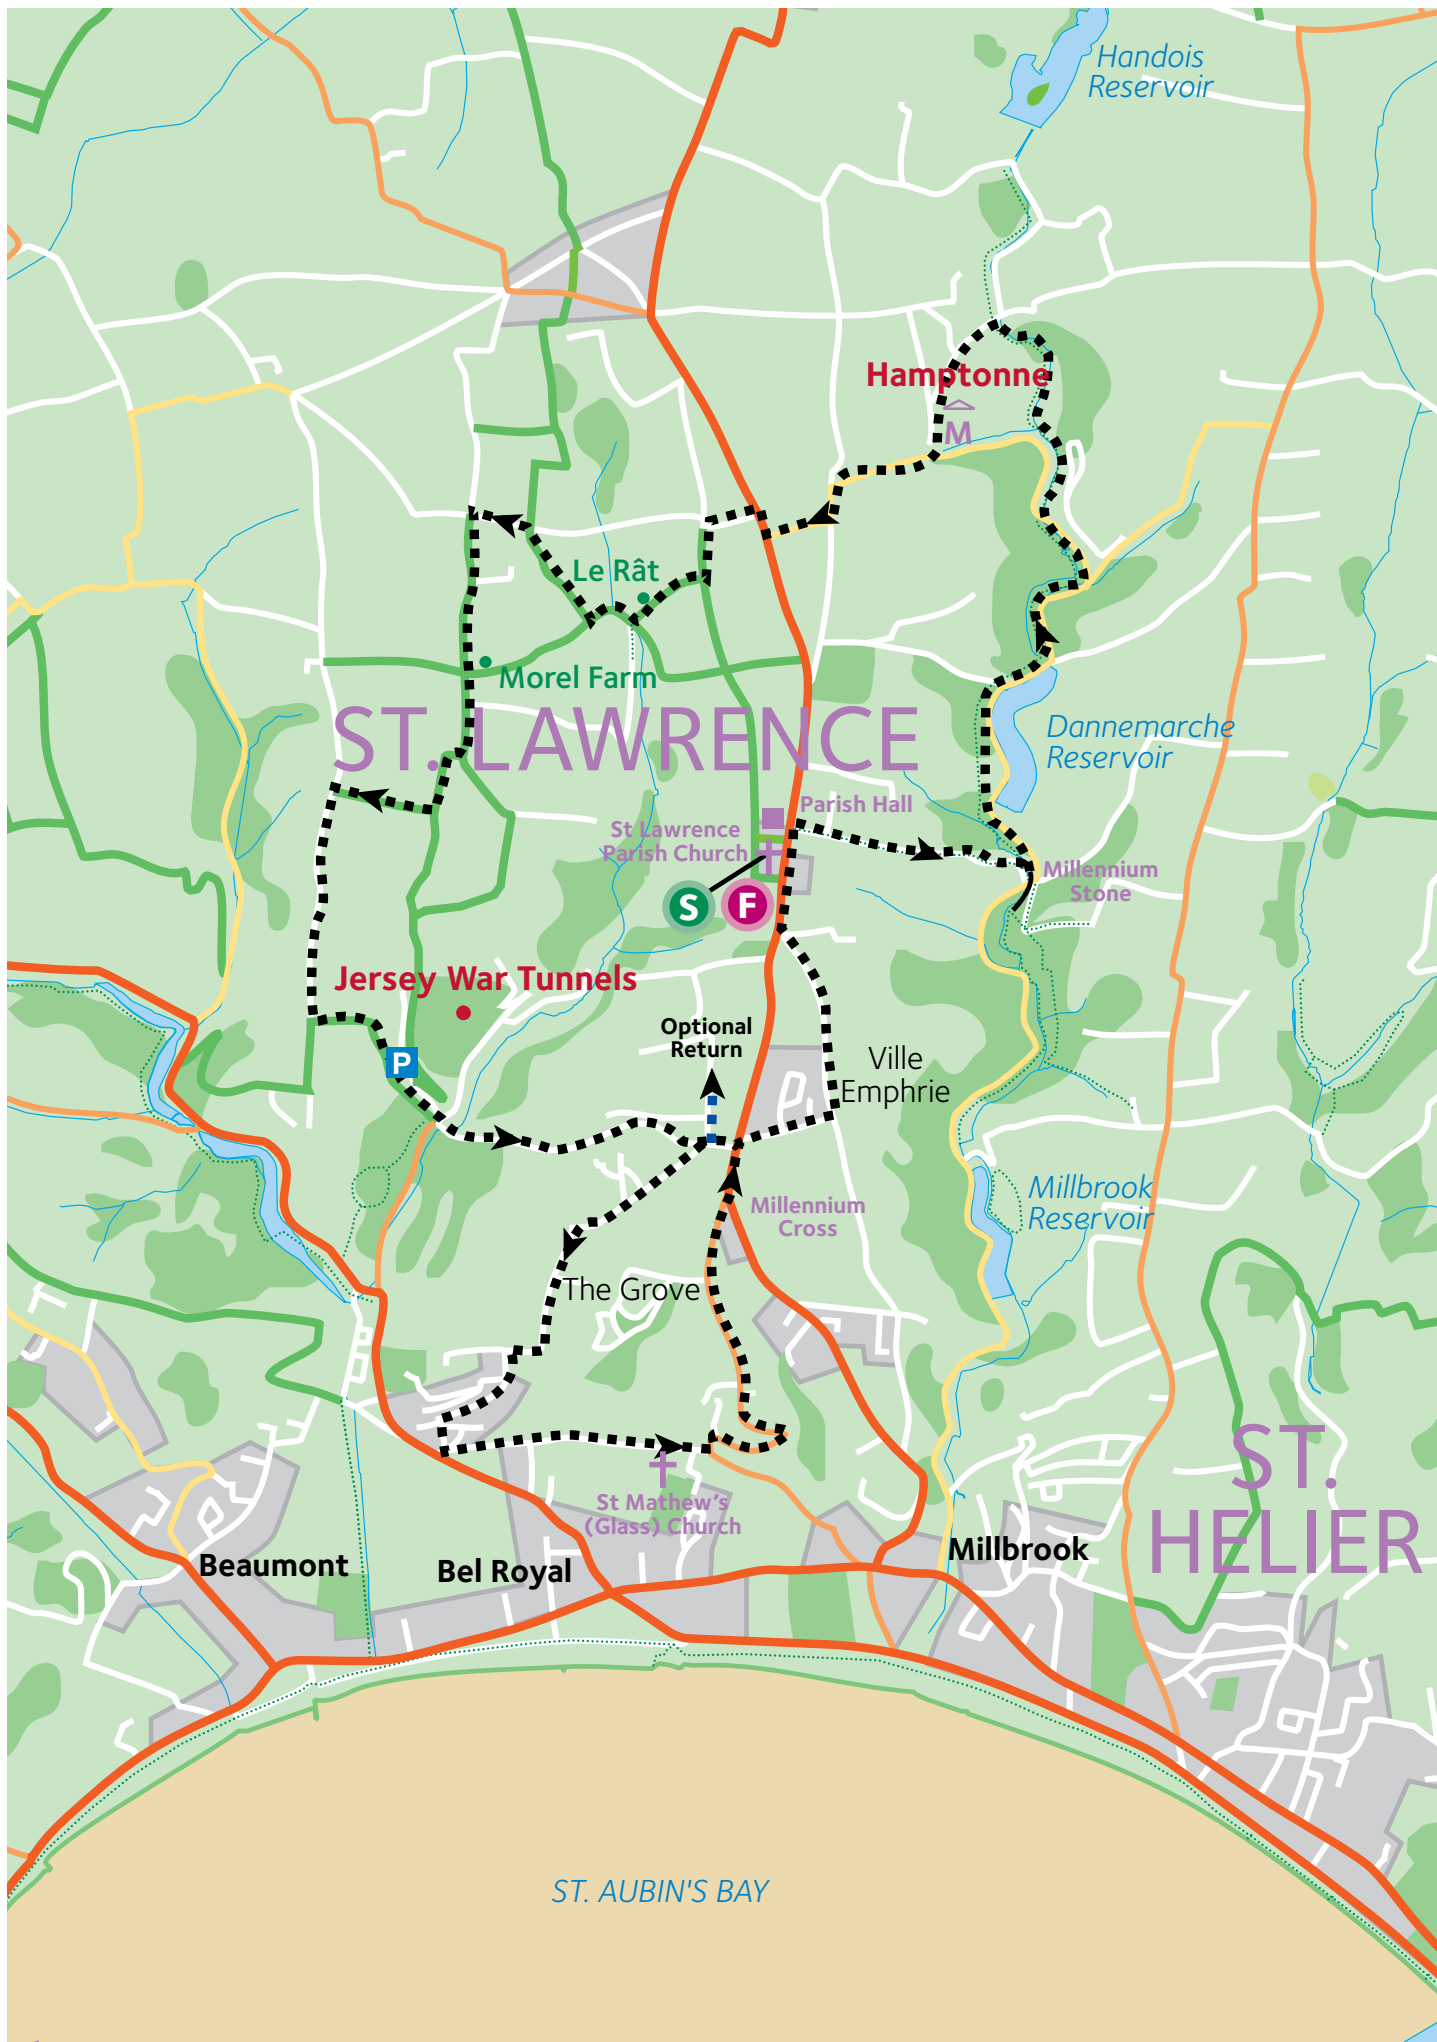 Handois
Reservoir
Hamptonne
M
Le Rât
Morel Farm
ST. LAWRENCE
Dannemarche
Reservoir
Parish Hall
St Lawrence
Parish Church
Millennium
Stone
S
F
Jersey War Tunnels
Optional
Return
P
Ville
Emphrie
Millbrook
Reservoir
Millennium
Cross
The Grove
ST.
HELIER
St Mathew's
(Glass) Church
Beaumont
Bel Royal
Millbrook
ST. AUBIN'S BAY